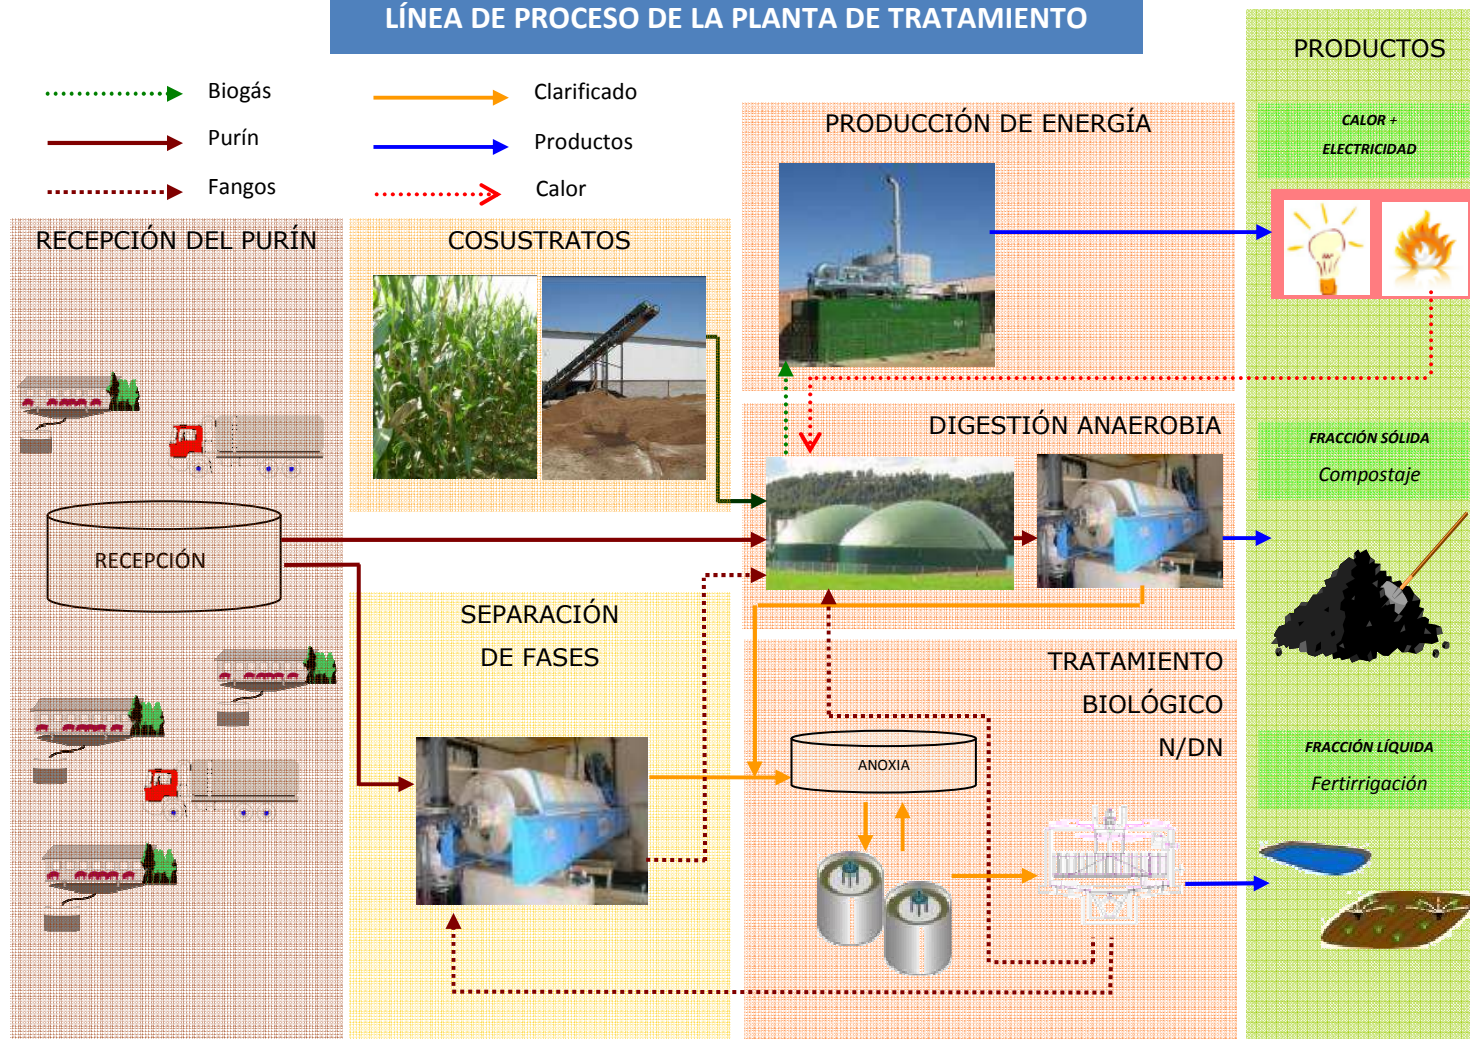 LÍNEA DE PROCESO DE LA PLANTA DE TRATAMIENTO
Biogás
Purín
Fangos
Clarificado
Productos
Calor
RECEPCIÓN DEL PURÍN
RECEPCIÓN
COSUSTRATOS
SEPARACIÓN
DE FASES
PRODUCCIÓN DE ENERGÍA
DIGESTIÓN ANAEROBIA
TRATAMIENTO
BIOLÓGICO
N/DN
ANOXIA
PRODUCTOS
CALOR +
ELECTRICIDAD
FRACCIÓN SÓLIDA
Compostaje
FRACCIÓN LÍQUIDA
Fertirrigación